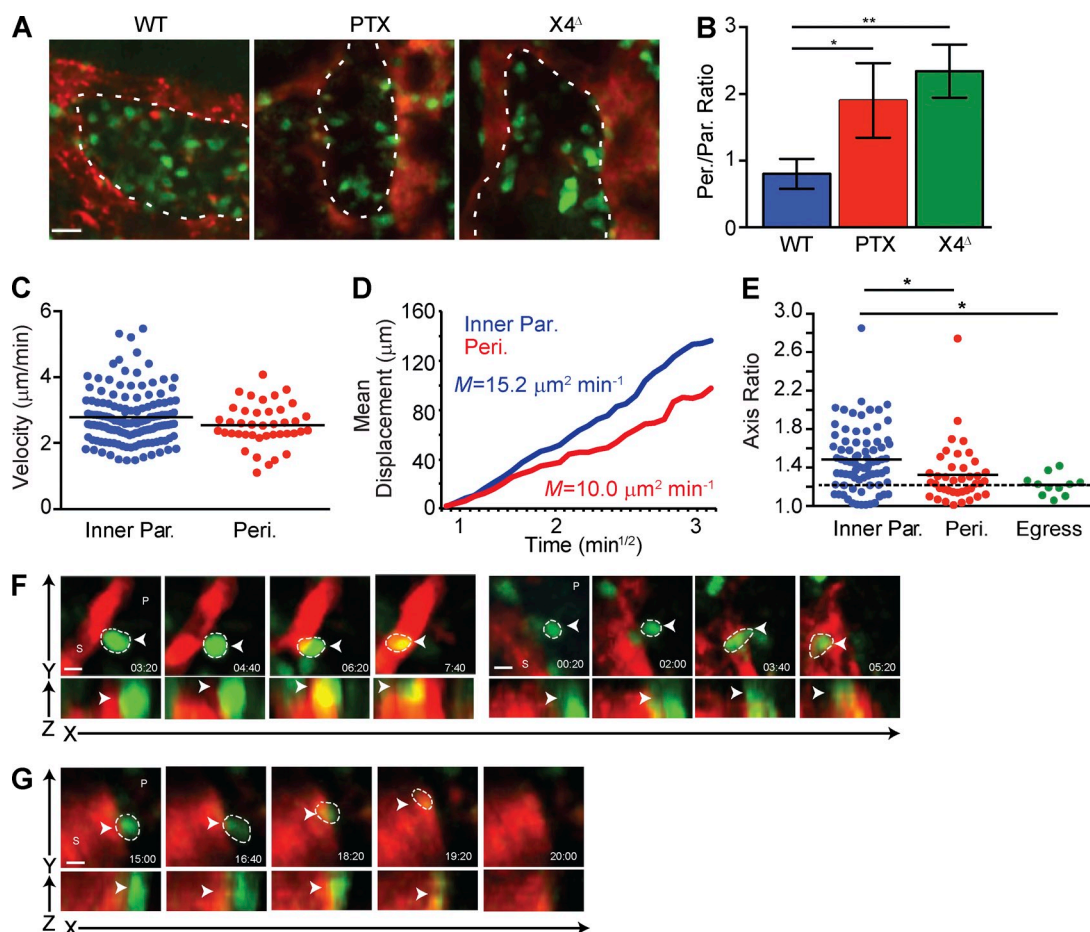 A
WT
PTX
X4Δ
B
Per./Par. Ratio
3
2
1
0
**
*
WT
PTX
X4Δ
C
Velocity (μm/min)
6
4
2
0
Inner Par.
Peri.
D
Mean
Displacement (μm)
160
120
80
40
0
Inner Par.
Peri.
M=15.2 μm² min⁻¹
M=10.0 μm² min⁻¹
1
2
3
Time (min¹/²)
E
Axis Ratio
3.0
2.6
2.2
1.8
1.4
1.0
*
*
Inner Par.
Peri.
Egress
F
P
S
03:20
04:40
06:20
7:40
P
S
00:20
02:00
03:40
05:20
Y
Z
X
G
P
S
15:00
16:40
18:20
19:20
20:00
Y
Z
X